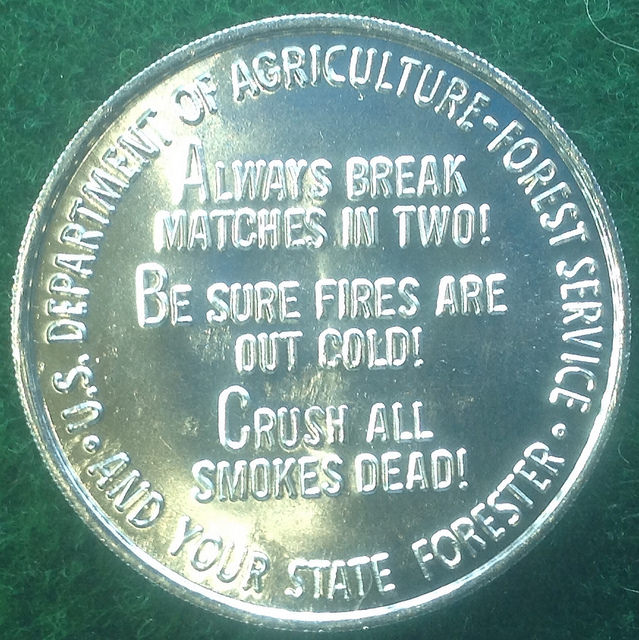 U.S. DEPARTMENT OF AGRICULTURE-FOREST SERVICE •
AND YOUR STATE FORESTER •
ALWAYS BREAK
MATCHES IN TWO!
BE SURE FIRES ARE
OUT COLD!
CRUSH ALL
SMOKES DEAD!